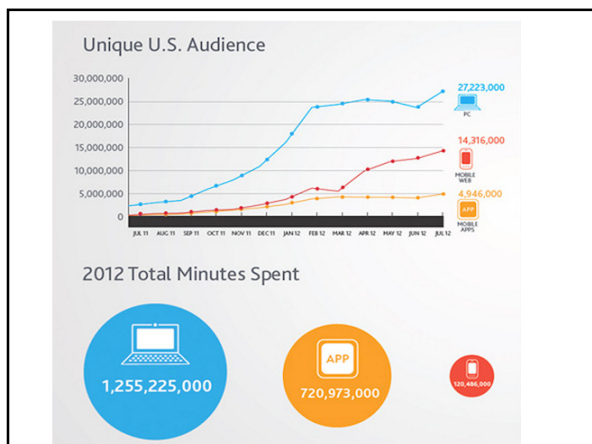 Unique U.S. Audience
30,000,000
25,000,000
20,000,000
15,000,000
10,000,000
5,000,000
0
27,223,000
PC
14,316,000
MOBILE
WEB
4,946,000
APP
MOBILE
APPS
JUL 11 AUG 11 SEP 11 OCT 11 NOV 11 DEC 11 JAN 12 FEB 12 MAR 12 APR 12 MAY 12 JUN 12 JUL 12
2012 Total Minutes Spent
1,255,225,000
APP
720,973,000
120,486,000